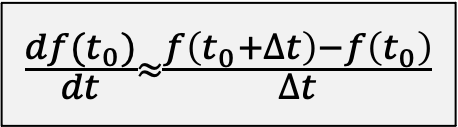 df(t₀)/dt ≈ f(t₀+Δt)−f(t₀)/Δt